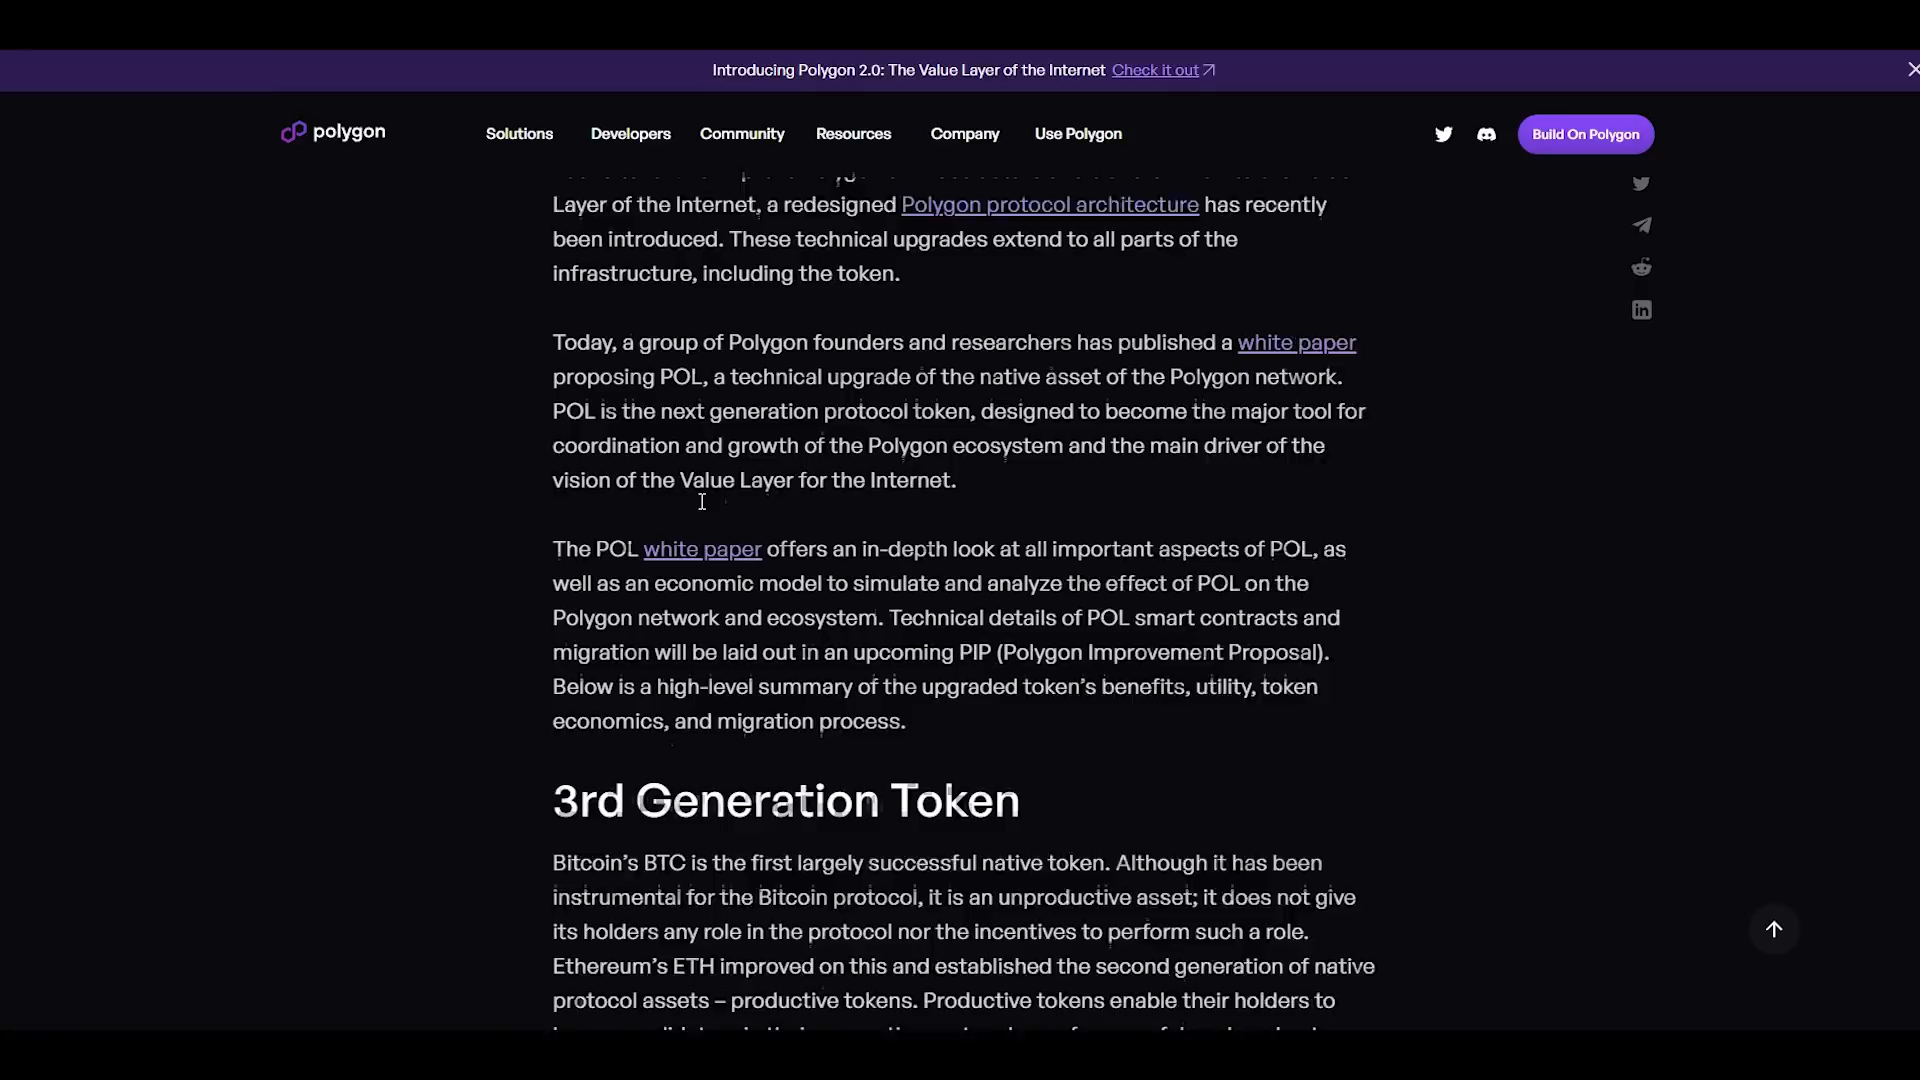 Introducing Polygon 2.0: The Value Layer of the Internet Check it out
polygon Solutions Developers Community Resources Company Use Polygon Build On Polygon
Layer of the Internet, a redesigned Polygon protocol architecture has recently
been introduced. These technical upgrades extend to all parts of the
infrastructure, including the token.
Today, a group of Polygon founders and researchers has published a white paper
proposing POL, a technical upgrade of the native asset of the Polygon network.
POL is the next generation protocol token, designed to become the major tool for
coordination and growth of the Polygon ecosystem and the main driver of the
vision of the Value Layer for the Internet.
The POL white paper offers an in-depth look at all important aspects of POL, as
well as an economic model to simulate and analyze the effect of POL on the
Polygon network and ecosystem. Technical details of POL smart contracts and
migration will be laid out in an upcoming PIP (Polygon Improvement Proposal).
Below is a high-level summary of the upgraded token's benefits, utility, token
economics, and migration process.
3rd Generation Token
Bitcoin's BTC is the first largely successful native token. Although it has been
instrumental for the Bitcoin protocol, it is an unproductive asset; it does not give
its holders any role in the protocol nor the incentives to perform such a role.
Ethereum's ETH improved on this and established the second generation of native
protocol assets – productive tokens. Productive tokens enable their holders to